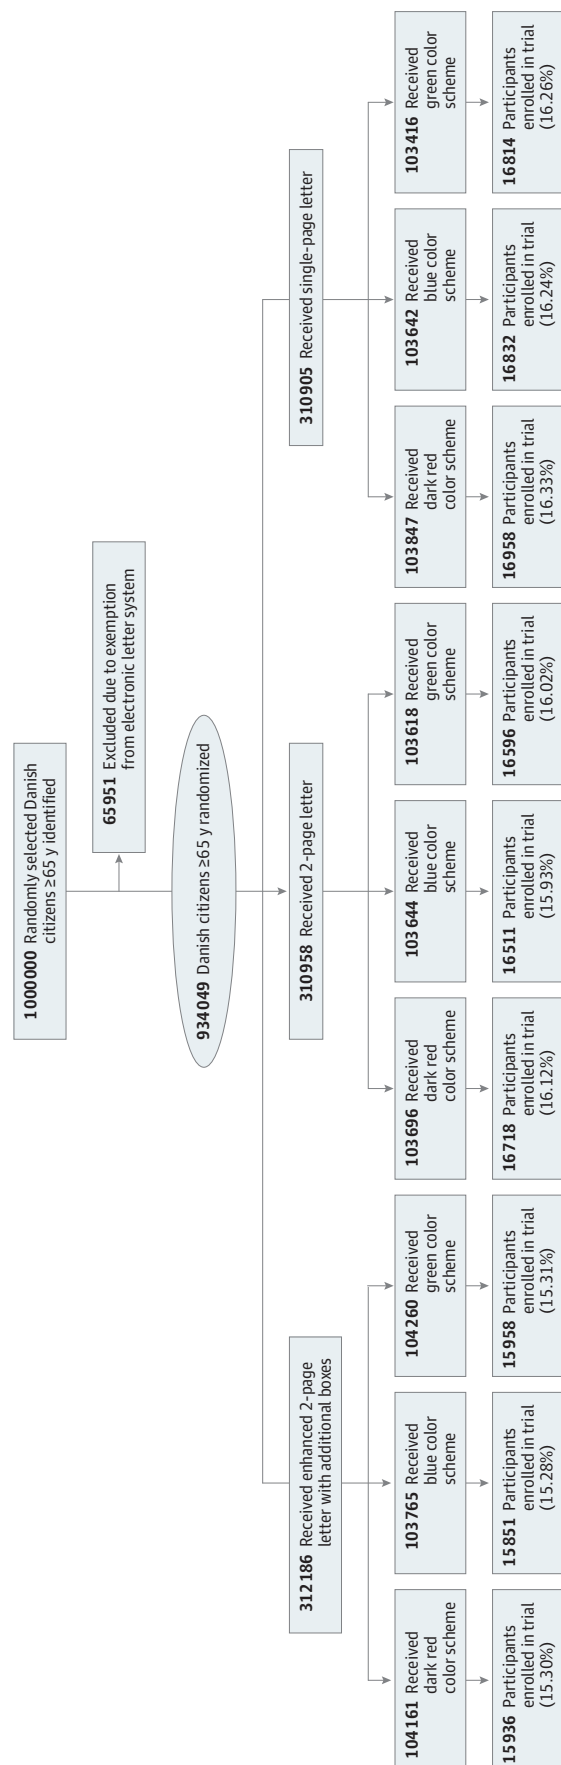 1000000 Randomly selected Danish
citizens ≥65 y identified
65951 Excluded due to exemption
from electronic letter system
934049 Danish citizens ≥65 y randomized
312186 Received enhanced 2-page
letter with additional boxes
310958 Received 2-page letter
310905 Received single-page letter
104161 Received
dark red
color scheme
103765 Received
blue color
scheme
104260 Received
green color
scheme
103696 Received
dark red
color scheme
103644 Received
blue color
scheme
103618 Received
green color
scheme
103847 Received
dark red
color scheme
103642 Received
blue color
scheme
103416 Received
green color
scheme
15936 Participants
enrolled in trial
(15.30%)
15851 Participants
enrolled in trial
(15.28%)
15958 Participants
enrolled in trial
(15.31%)
16718 Participants
enrolled in trial
(16.12%)
16511 Participants
enrolled in trial
(15.93%)
16596 Participants
enrolled in trial
(16.02%)
16958 Participants
enrolled in trial
(16.33%)
16832 Participants
enrolled in trial
(16.24%)
16814 Participants
enrolled in trial
(16.26%)